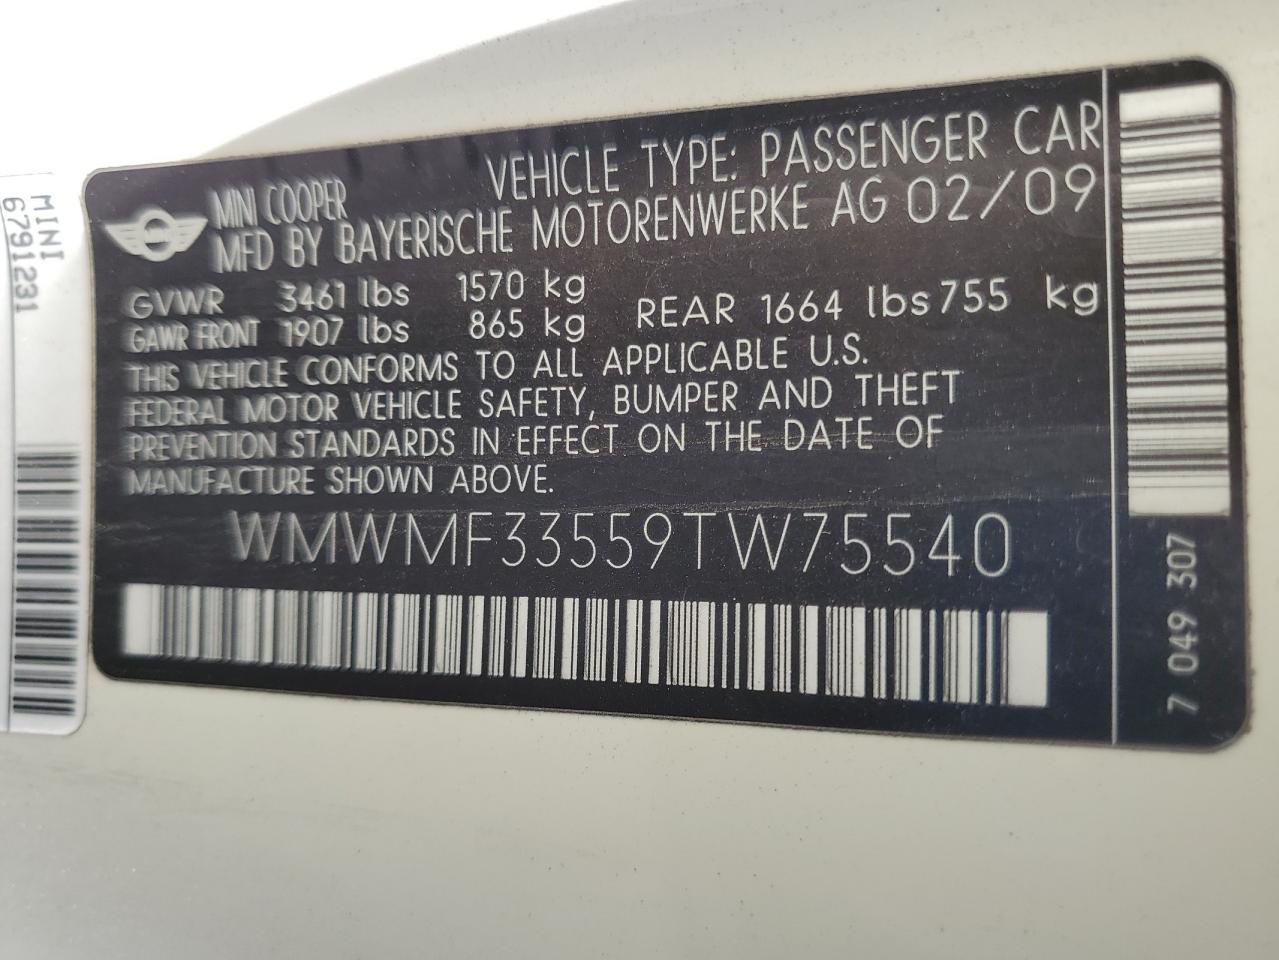 VEHICLE TYPE: PASSENGER CAR
MINI COOPER
MFD BY BAYERISCHE MOTORENWERKE AG 02/09
GVWR 3461 lbs 1570 kg
GAWR FRONT 1907 lbs 865 kg REAR 1664 lbs 755 kg
THIS VEHICLE CONFORMS TO ALL APPLICABLE U.S.
FEDERAL MOTOR VEHICLE SAFETY, BUMPER AND THEFT
PREVENTION STANDARDS IN EFFECT ON THE DATE OF
MANUFACTURE SHOWN ABOVE.
WMWMF33559TW75540
7 049 307
MINI
6791231